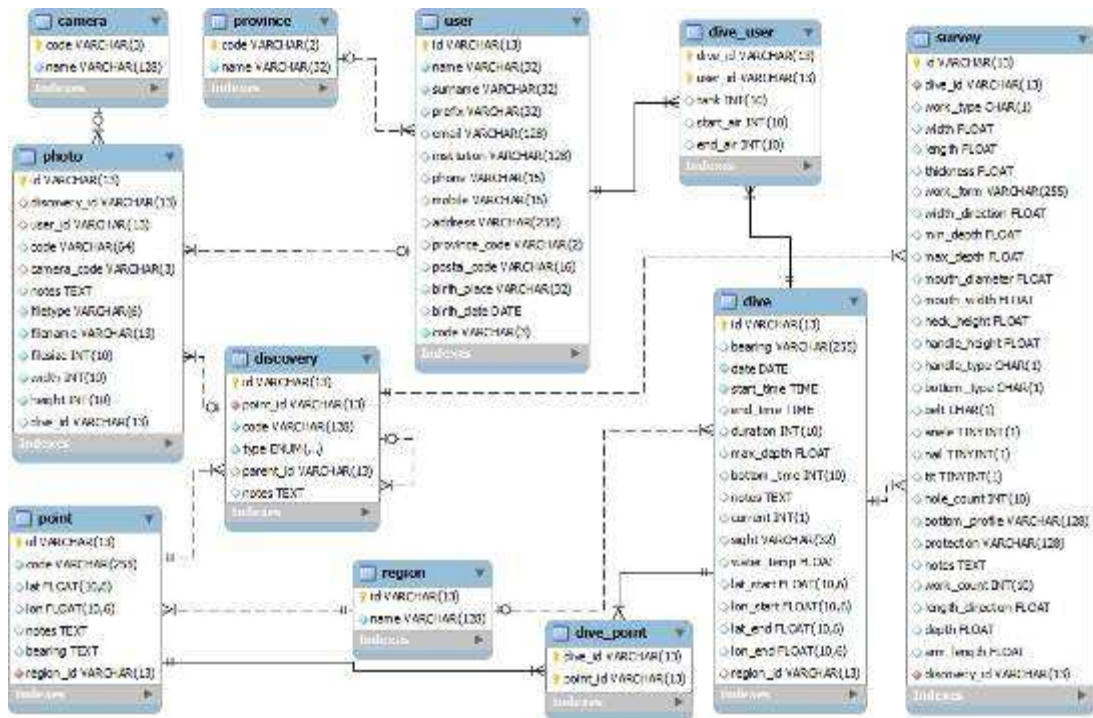 camera
code VARCHAR(3)
name VARCHAR(128)
Indexes
province
code VARCHAR(2)
name VARCHAR(32)
Indexes
user
id VARCHAR(13)
name VARCHAR(32)
surname VARCHAR(32)
prefix VARCHAR(32)
email VARCHAR(128)
institution VARCHAR(128)
phone VARCHAR(16)
mobile VARCHAR(16)
address VARCHAR(255)
province_code VARCHAR(2)
postal_code VARCHAR(16)
birth_place VARCHAR(32)
birth_date DATE
code VARCHAR(3)
Indexes
dive_user
dive_id VARCHAR(13)
user_id VARCHAR(13)
tank INT(10)
start_air INT(10)
end_air INT(10)
Indexes
survey
id VARCHAR(13)
dive_id VARCHAR(13)
work_type CHAR(1)
width FLOAT
length FLOAT
thickness FLOAT
work_form VARCHAR(255)
width_direction FLOAT
min_depth FLOAT
max_depth FLOAT
mouth_diameter FLOAT
mouth_width FLOAT
neck_height FLOAT
handle_height FLOAT
handle_type CHAR(1)
bottom_type CHAR(1)
belt CHAR(1)
TINYINT(1)
nail TINYINT(1)
TINYINT(1)
hole_count INT(10)
bottom_profile VARCHAR(128)
protection VARCHAR(128)
notes TEXT
work_count INT(10)
length_direction FLOAT
depth FLOAT
arm_length FLOAT
discovery_id VARCHAR(13)
Indexes
photo
id VARCHAR(13)
discovery_id VARCHAR(13)
user_id VARCHAR(13)
code VARCHAR(64)
camera_code VARCHAR(3)
notes TEXT
filetype VARCHAR(6)
filename VARCHAR(13)
filesize INT(10)
width INT(10)
height INT(10)
dive_id VARCHAR(13)
Indexes
discovery
id VARCHAR(13)
point_id VARCHAR(13)
code VARCHAR(138)
type ENUM(...)
parent_id VARCHAR(13)
notes TEXT
Indexes
dive
id VARCHAR(13)
bearing VARCHAR(255)
date DATE
start_time TIME
end_time TIME
duration INT(10)
max_depth FLOAT
bottom_time INT(10)
notes TEXT
current INT(1)
sight VARCHAR(32)
water_temp FLOAT
lat_start FLOAT(10,6)
lon_start FLOAT(10,6)
lat_end FLOAT(10,6)
lon_end FLOAT(10,6)
region_id VARCHAR(13)
Indexes
point
id VARCHAR(13)
code VARCHAR(255)
lat FLOAT(10,6)
lon FLOAT(10,6)
notes TEXT
bearing TEXT
region_id VARCHAR(13)
Indexes
region
id VARCHAR(13)
name VARCHAR(128)
Indexes
dive_point
dive_id VARCHAR(13)
point_id VARCHAR(13)
Indexes